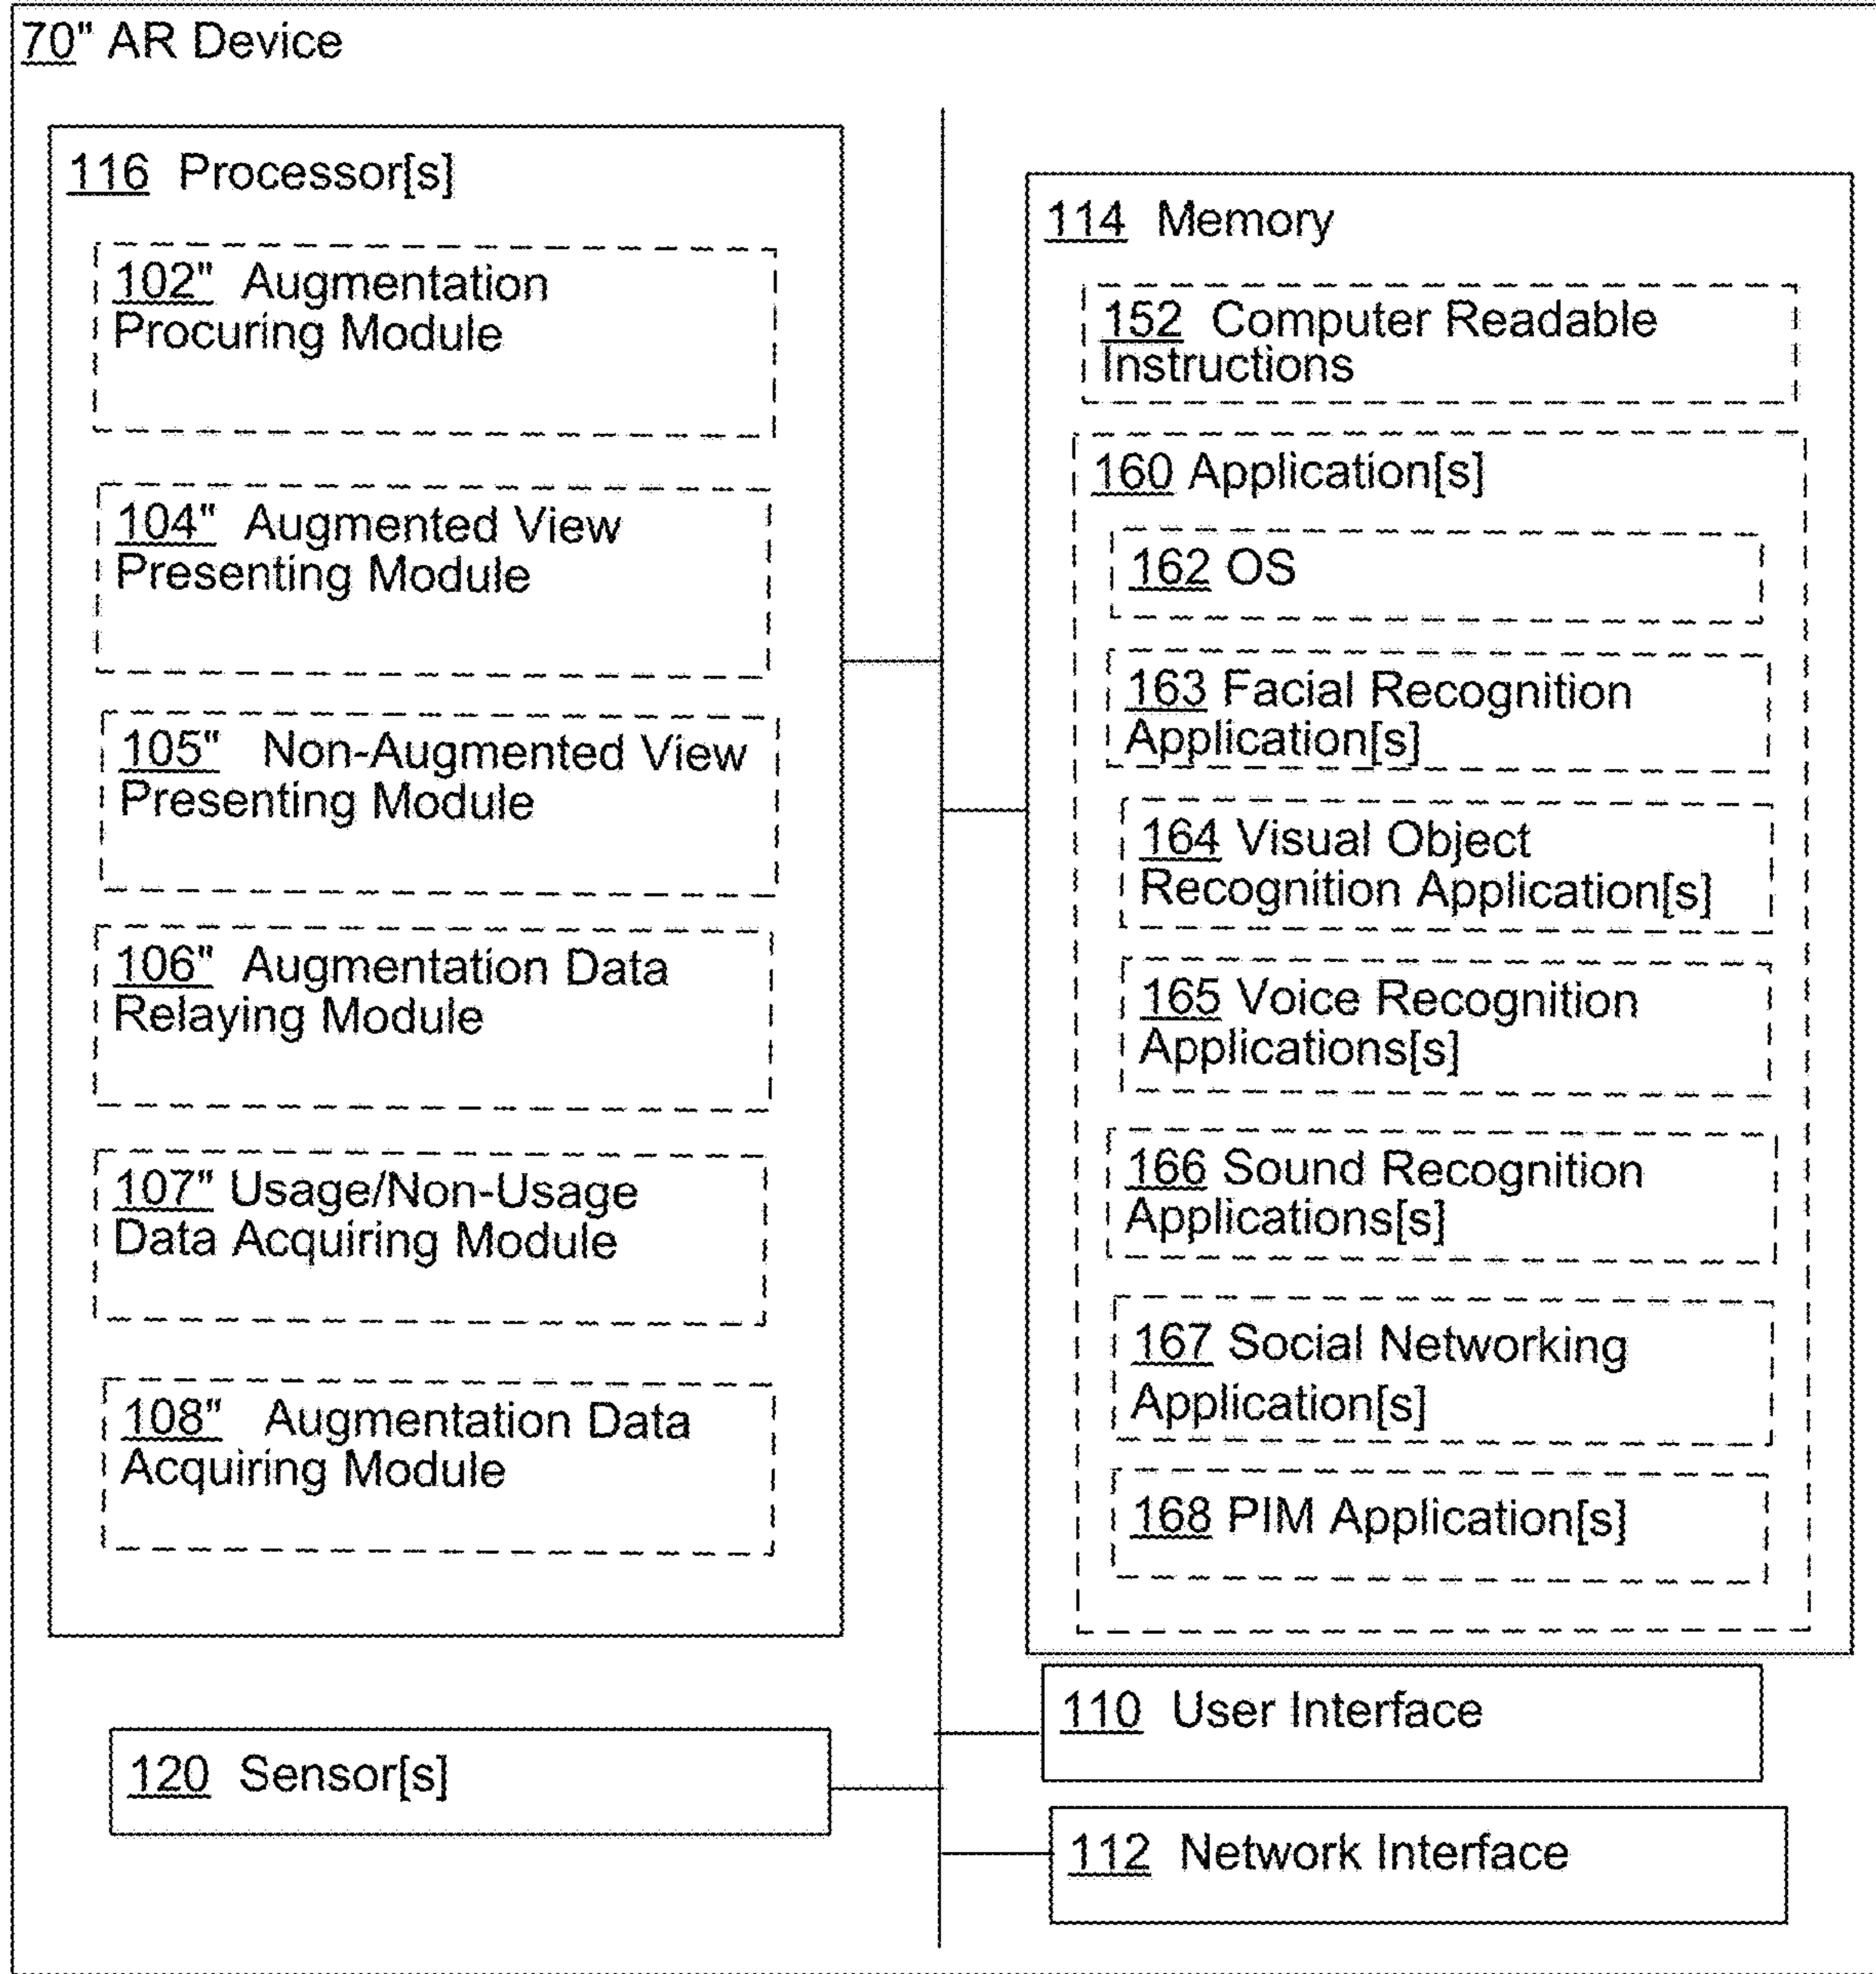 70" AR Device
116 Processor[s]
102" Augmentation
Procuring Module
104" Augmented View
Presenting Module
105" Non-Augmented View
Presenting Module
106" Augmentation Data
Relaying Module
107" Usage/Non-Usage
Data Acquiring Module
108" Augmentation Data
Acquiring Module
120 Sensor[s]
114 Memory
152 Computer Readable
Instructions
160 Application[s]
162 OS
163 Facial Recognition
Application[s]
164 Visual Object
Recognition Application[s]
165 Voice Recognition
Applications[s]
166 Sound Recognition
Applications[s]
167 Social Networking
Application[s]
168 PIM Application[s]
110 User Interface
112 Network Interface